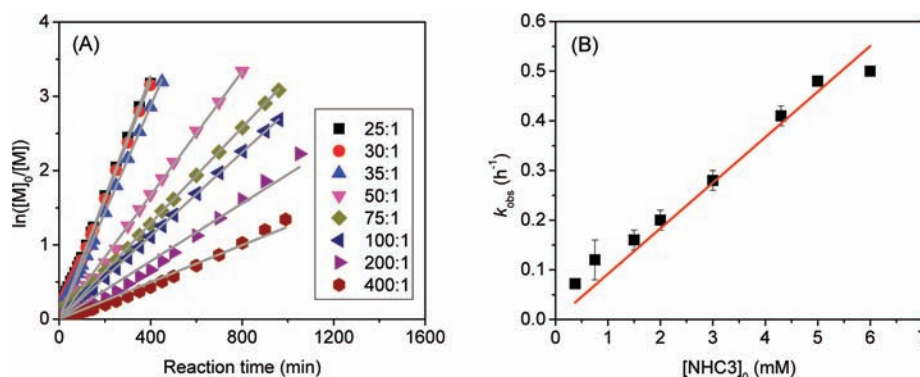 (A)
ln([M]₀/[M])
4
3
2
1
0
0 400 800 1200 1600
Reaction time (min)
25:1
30:1
35:1
50:1
75:1
100:1
200:1
400:1
(B)
k_obs (h⁻¹)
0.6
0.5
0.4
0.3
0.2
0.1
0.0
0 1 2 3 4 5 6 7
[NHC3]₀ (mM)